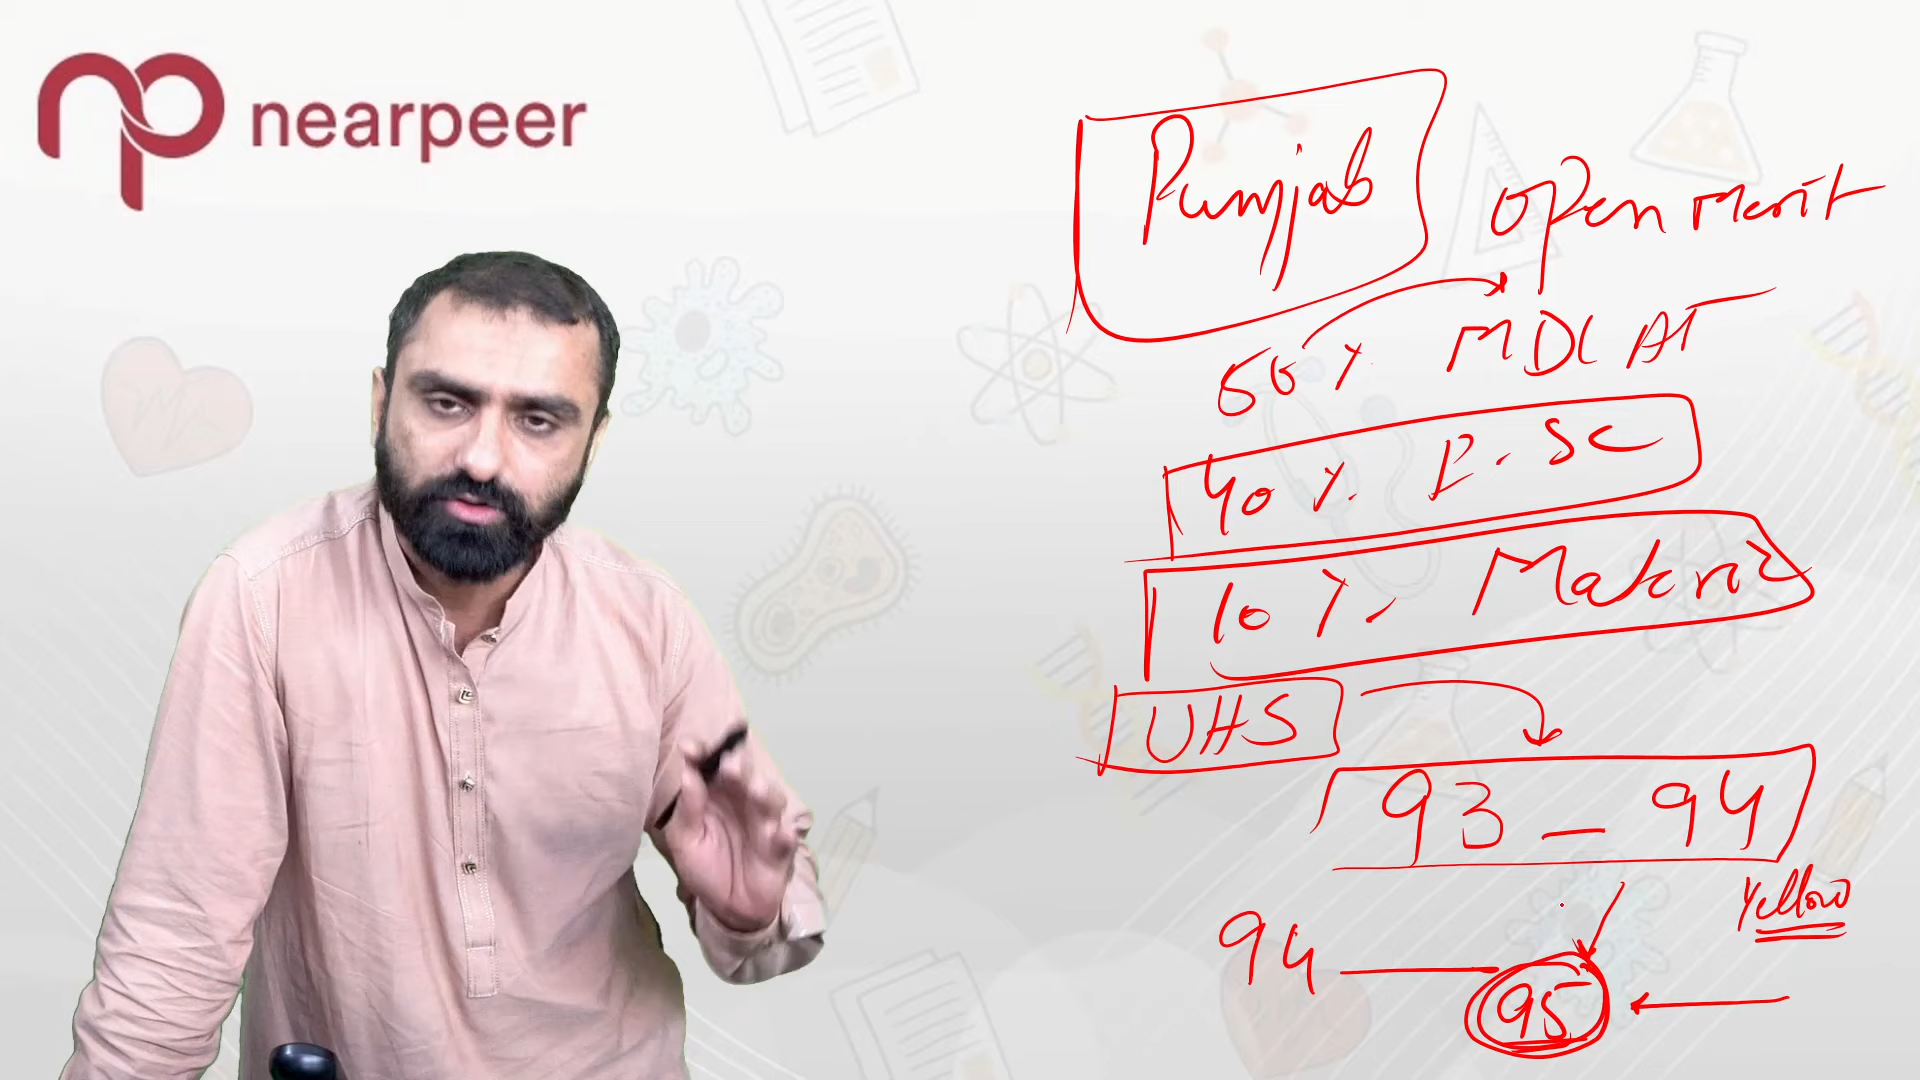 nearpeer
Punjab
open merit
50 % MDCAT
40 %. F. SC
10 %. Matric
UHS
93 - 94
Yellow
94
95